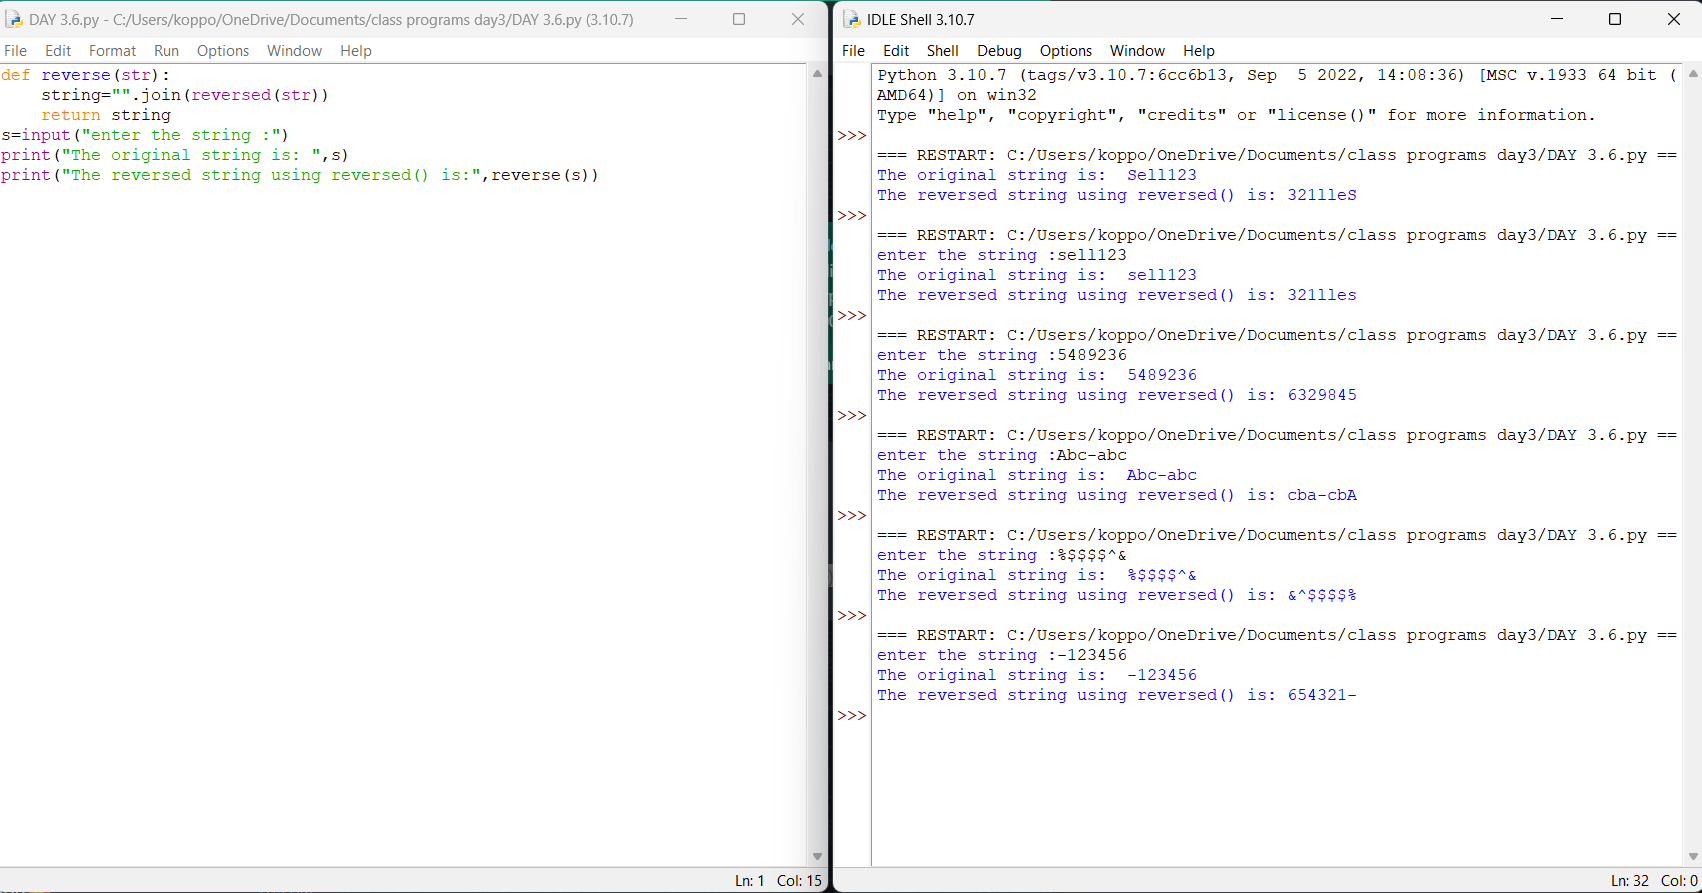 DAY 3.6.py - C:/Users/koppo/OneDrive/Documents/class programs day3/DAY 3.6.py (3.10.7)
File Edit Format Run Options Window Help
def reverse(str):
    string="".join(reversed(str))
    return string
s=input("enter the string :")
print("The original string is: ",s)
print("The reversed string using reversed() is:",reverse(s))
Ln: 1 Col: 15
IDLE Shell 3.10.7
File Edit Shell Debug Options Window Help
Python 3.10.7 (tags/v3.10.7:6cc6b13, Sep  5 2022, 14:08:36) [MSC v.1933 64 bit (
AMD64)] on win32
Type "help", "copyright", "credits" or "license()" for more information.
>>>
=== RESTART: C:/Users/koppo/OneDrive/Documents/class programs day3/DAY 3.6.py ==
The original string is:  Sell123
The reversed string using reversed() is: 321lleS
>>>
=== RESTART: C:/Users/koppo/OneDrive/Documents/class programs day3/DAY 3.6.py ==
enter the string :sell123
The original string is:  sell123
The reversed string using reversed() is: 321lles
>>>
=== RESTART: C:/Users/koppo/OneDrive/Documents/class programs day3/DAY 3.6.py ==
enter the string :5489236
The original string is:  5489236
The reversed string using reversed() is: 6329845
>>>
=== RESTART: C:/Users/koppo/OneDrive/Documents/class programs day3/DAY 3.6.py ==
enter the string :Abc-abc
The original string is:  Abc-abc
The reversed string using reversed() is: cba-cbA
>>>
=== RESTART: C:/Users/koppo/OneDrive/Documents/class programs day3/DAY 3.6.py ==
enter the string :%$$$$^&
The original string is:  %$$$$^&
The reversed string using reversed() is: &^$$$$%
>>>
=== RESTART: C:/Users/koppo/OneDrive/Documents/class programs day3/DAY 3.6.py ==
enter the string :-123456
The original string is:  -123456
The reversed string using reversed() is: 654321-
>>>
Ln: 32 Col: 0